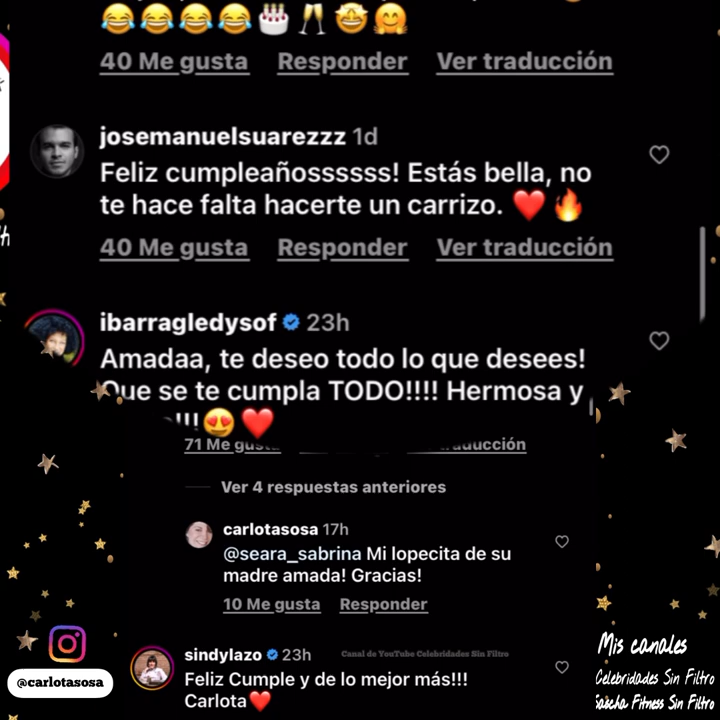 40 Me gusta Responder Ver traducción
josemanuelsuarezzz 1d
Feliz cumpleañossssss! Estás bella, no
te hace falta hacerte un carrizo. ❤️🔥
40 Me gusta Responder Ver traducción
ibarragledysof 23h
Amadaa, te deseo todo lo que desees!
Que se te cumpla TODO!!!! Hermosa y
!!!😍❤️
71 Me
Ver 4 respuestas anteriores
carlotasosa 17h
@seara_sabrina Mi lopecita de su
madre amada! Gracias!
10 Me gusta Responder
sindylazo 23h
Canal de YouTube Celebridades Sin Filtro
Feliz Cumple y de lo mejor más!!!
Carlota❤️
@carlotasosa
Mis canales
Celebridades Sin Filtro
Sascha Fitness Sin Filtro